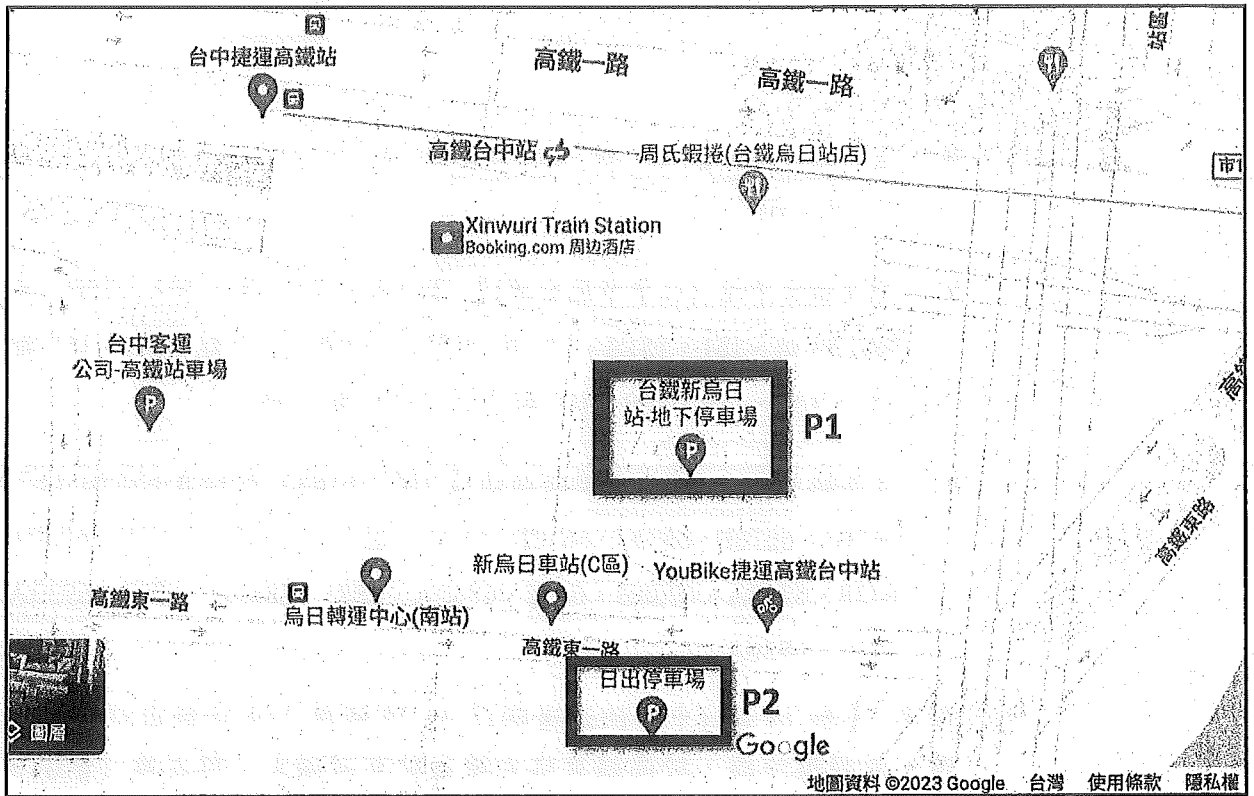 站區
台中捷運高鐵站
高鐵一路
高鐵一路
高鐵台中站
周氏蝦捲(台鐵烏日站店)
市1
Xinwuri Train Station
Booking.com 周边酒店
台中客運
公司-高鐵站車場
P
台鐵新烏日
站-地下停車場
P
P1
高鐵東路
新烏日車站(C區)
YouBike捷運高鐵台中站
高鐵東一路
烏日轉運中心(南站)
高鐵東一路
日出停車場
P
P2
圖層
Google
地圖資料 ©2023 Google 台灣 使用條款 隱私權